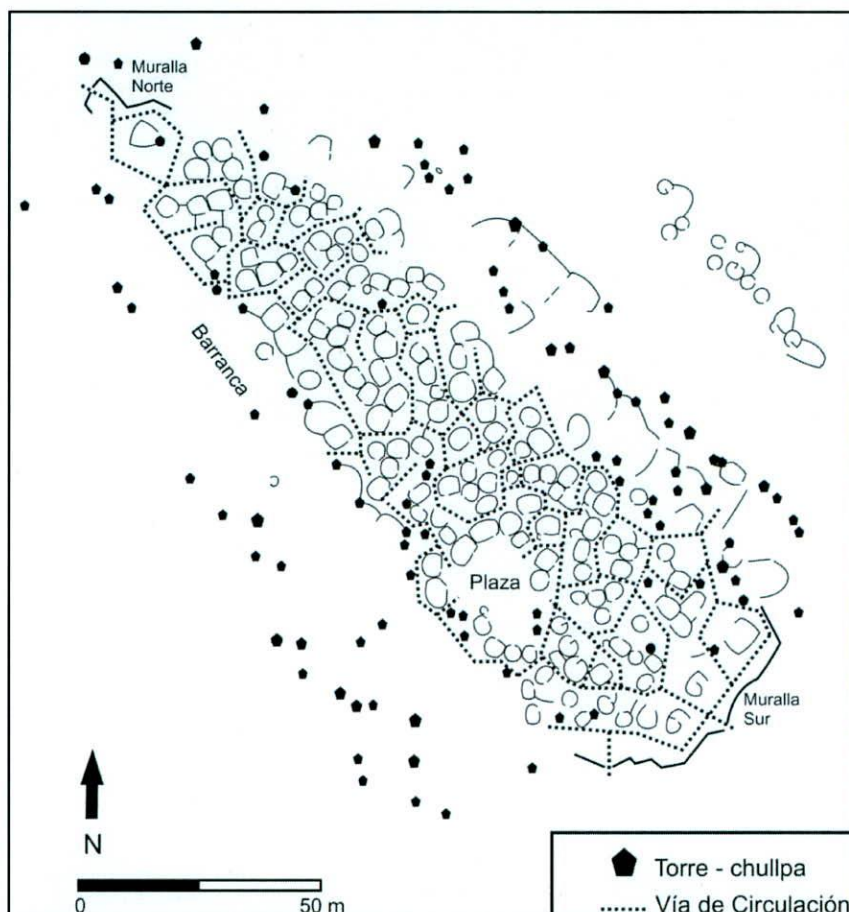 Muralla
Norte
Barranca
Plaza
Muralla
Sur
N
0 50 m
Torre - chullpa
Vía de Circulación